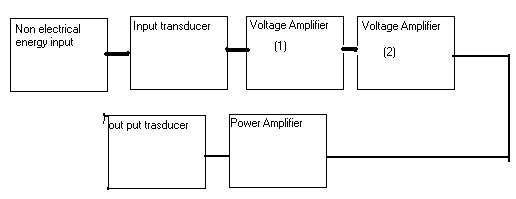 Non electrical
energy input
Input transducer
Voltage Amplifier
(1)
Voltage Amplifier
(2)
out put trasducer
Power Amplifier